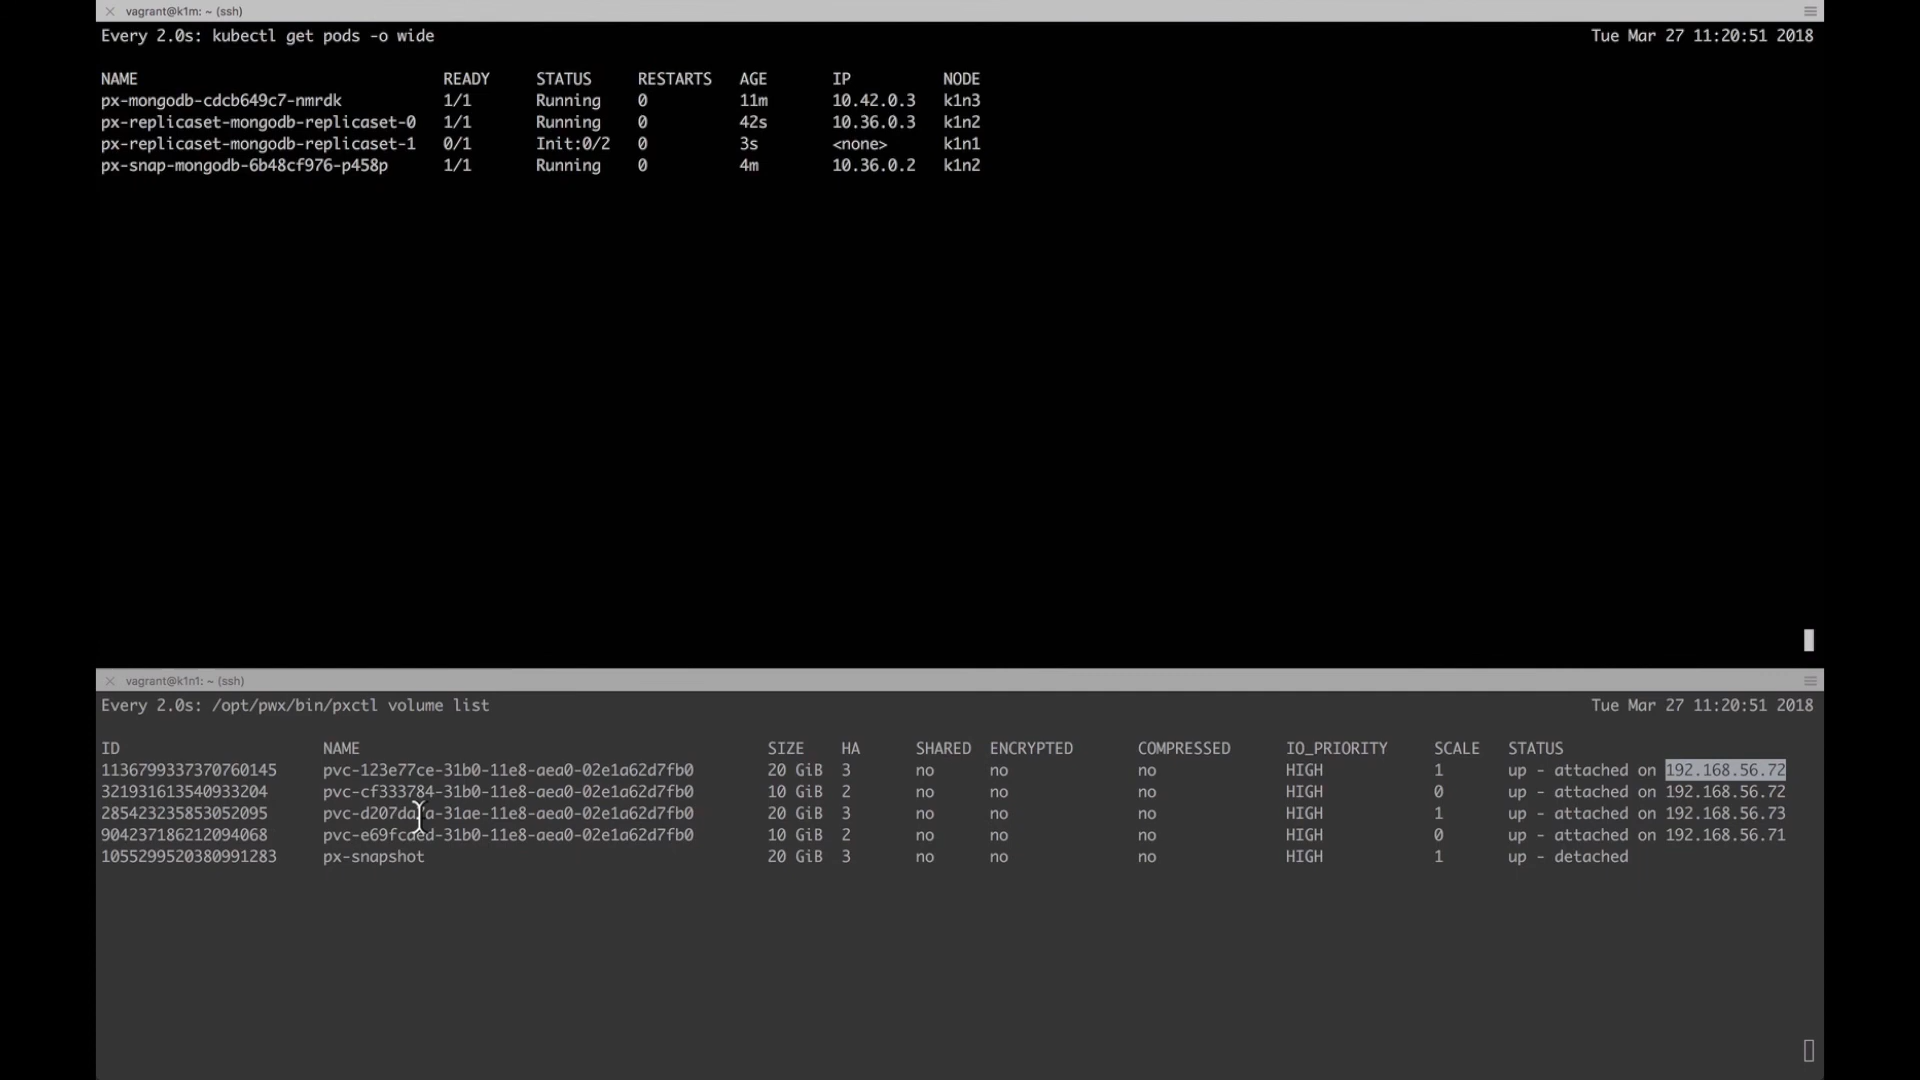 vagrant@k1m: ~ (ssh)
Every 2.0s: kubectl get pods -o wide Tue Mar 27 11:20:51 2018
NAME READY STATUS RESTARTS AGE IP NODE
px-mongodb-cdcb649c7-nmrdk 1/1 Running 0 11m 10.42.0.3 k1n3
px-replicaset-mongodb-replicaset-0 1/1 Running 0 42s 10.36.0.3 k1n2
px-replicaset-mongodb-replicaset-1 0/1 Init:0/2 0 3s <none> k1n1
px-snap-mongodb-6b48cf976-p458p 1/1 Running 0 4m 10.36.0.2 k1n2
vagrant@k1n1: ~ (ssh)
Every 2.0s: /opt/pwx/bin/pxctl volume list Tue Mar 27 11:20:51 2018
ID NAME SIZE HA SHARED ENCRYPTED COMPRESSED IO_PRIORITY SCALE STATUS
1136799337370760145 pvc-123e77ce-31b0-11e8-aea0-02e1a62d7fb0 20 GiB 3 no no no HIGH 1 up - attached on 192.168.56.72
321931613540933204 pvc-cf333784-31b0-11e8-aea0-02e1a62d7fb0 10 GiB 2 no no no HIGH 0 up - attached on 192.168.56.72
285423235853052095 20 GiB 3 no no no HIGH 1 up - attached on 192.168.56.73
904237186212094068 pvc-e69fcaed-31b0-11e8-aea0-02e1a62d7fb0 10 GiB 2 no no no HIGH 0 up - attached on 192.168.56.71
1055299520380991283 px-snapshot 20 GiB 3 no no no HIGH 1 up - detached